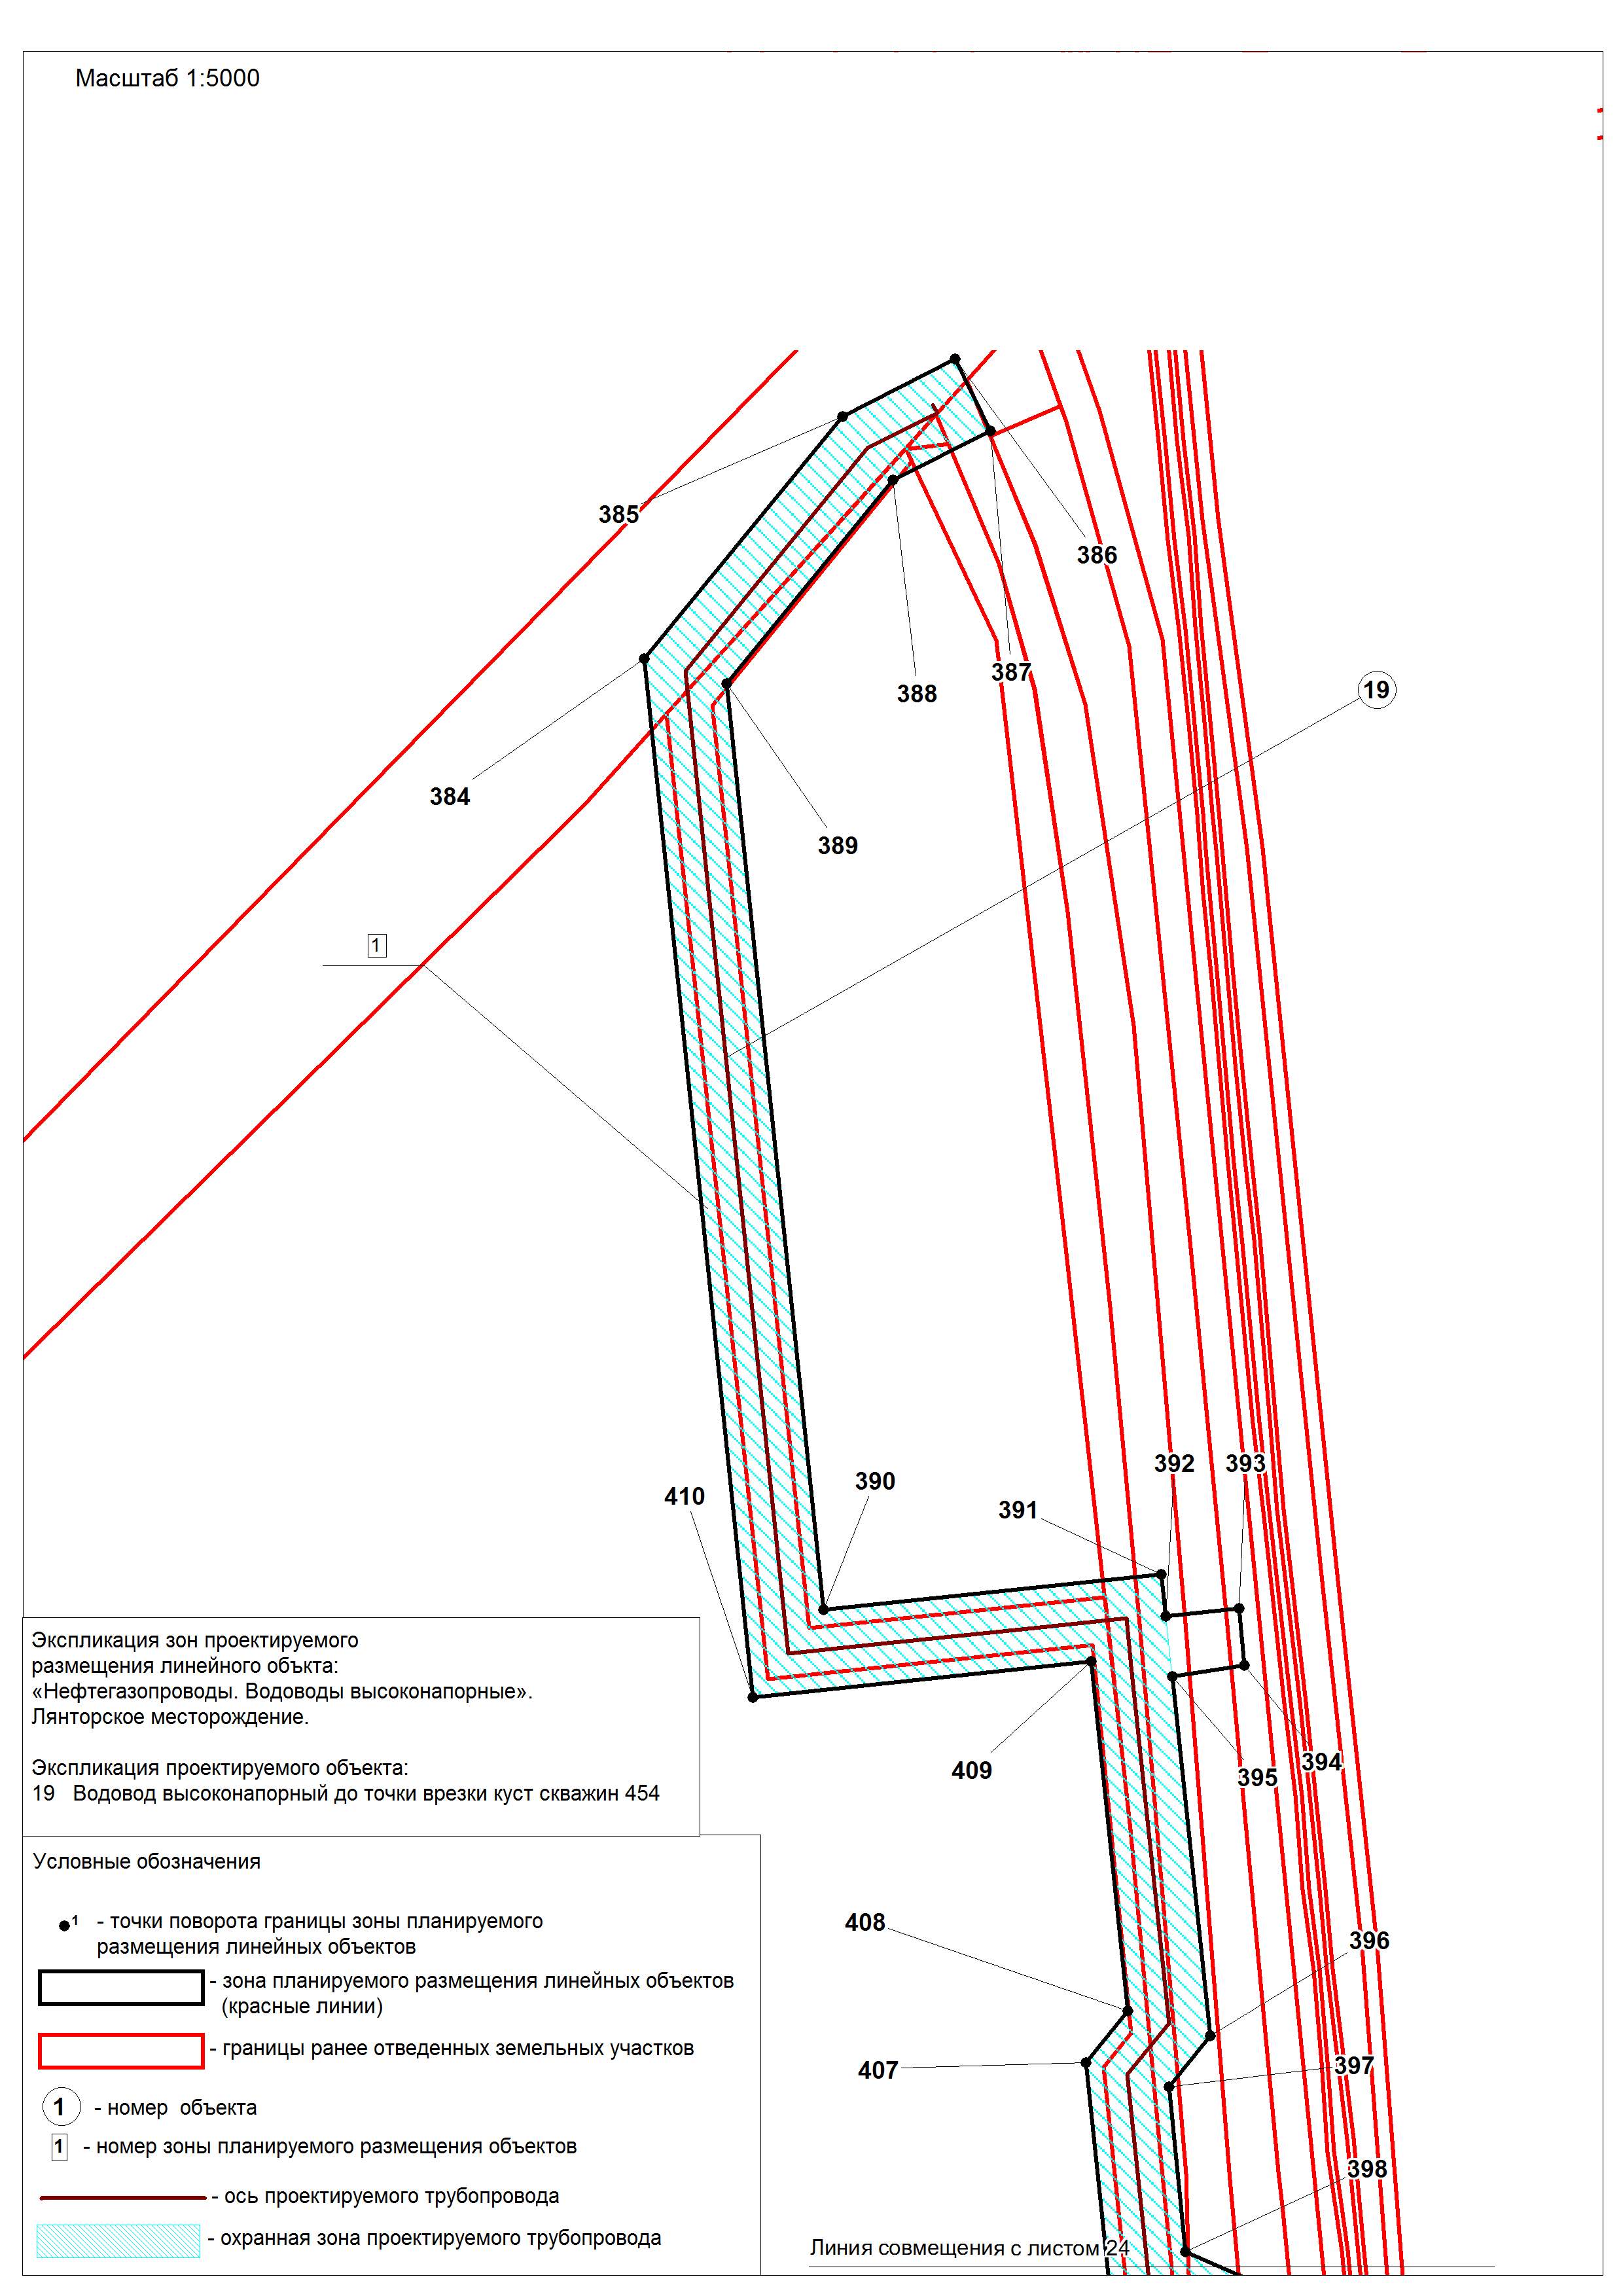 Масштаб 1:5000
385
386
387
388
19
384
389
1
392
393
390
410
391
Экспликация зон проектируемого
размещения линейного объкта:
«Нефтегазопроводы. Водоводы высоконапорные».
Лянторское месторождение.
Экспликация проектируемого объекта:
19 Водовод высоконапорный до точки врезки куст скважин 454
394
409
395
Условные обозначения
1 - точки поворота границы зоны планируемого
размещения линейных объектов
408
396
- зона планируемого размещения линейных объектов
(красные линии)
- границы ранее отведенных земельных участков
407
397
1 - номер объекта
1 - номер зоны планируемого размещения объектов
398
- ось проектируемого трубопровода
- охранная зона проектируемого трубопровода
Линия совмещения с листом 24